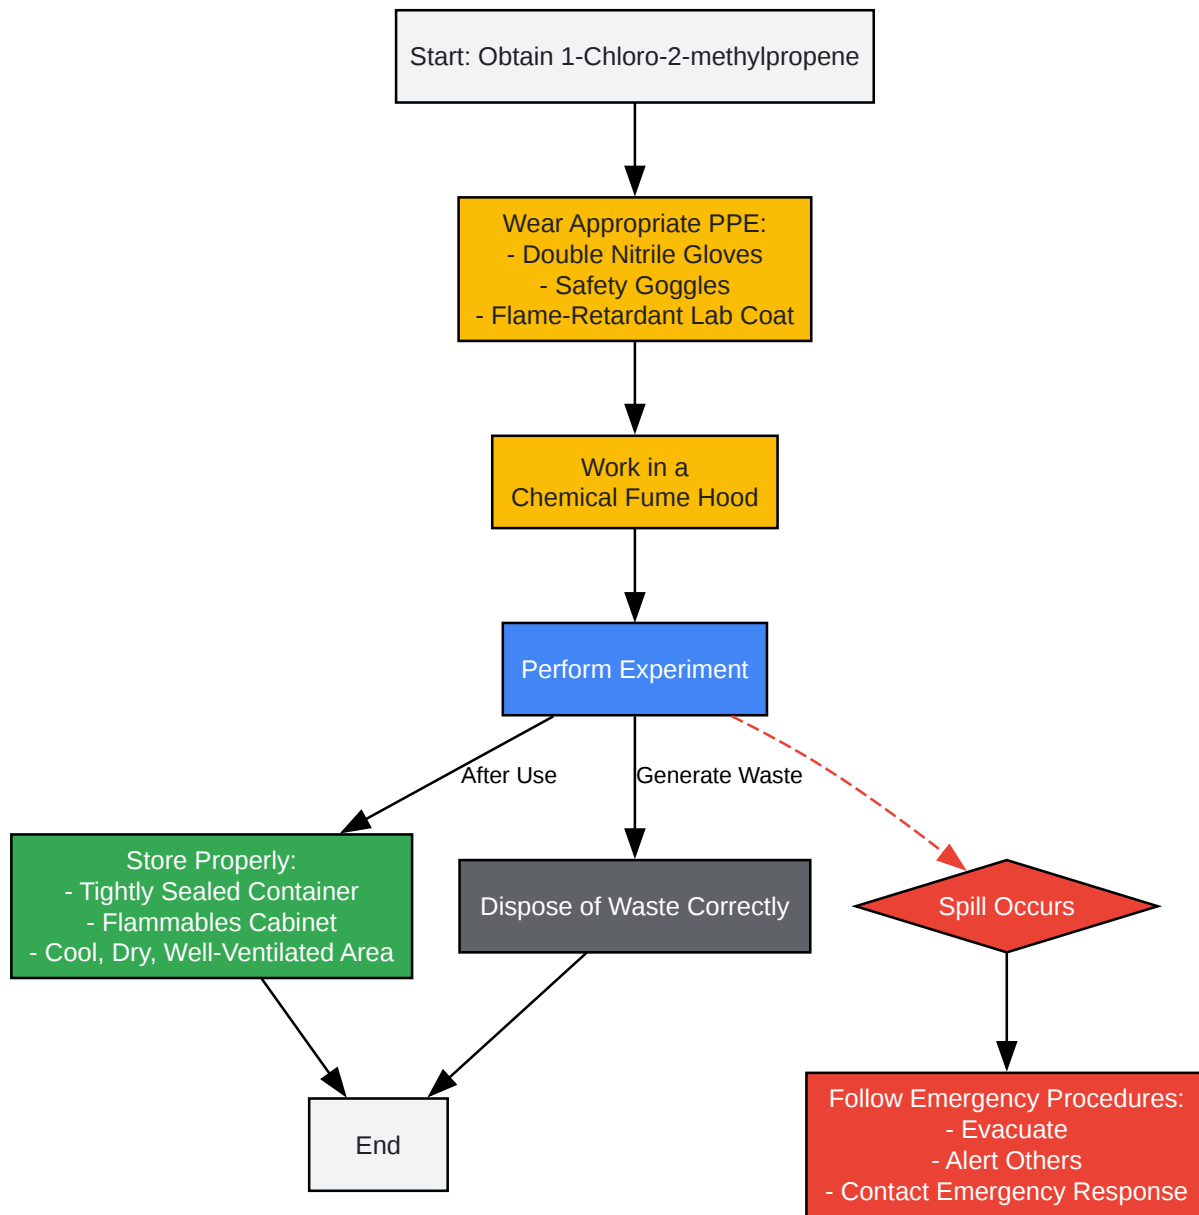 Start: Obtain 1-Chloro-2-methylpropene
Wear Appropriate PPE:
- Double Nitrile Gloves
- Safety Goggles
- Flame-Retardant Lab Coat
Work in a
Chemical Fume Hood
Perform Experiment
After Use
Generate Waste
Store Properly:
- Tightly Sealed Container
- Flammables Cabinet
- Cool, Dry, Well-Ventilated Area
Dispose of Waste Correctly
Spill Occurs
End
Follow Emergency Procedures:
- Evacuate
- Alert Others
- Contact Emergency Response